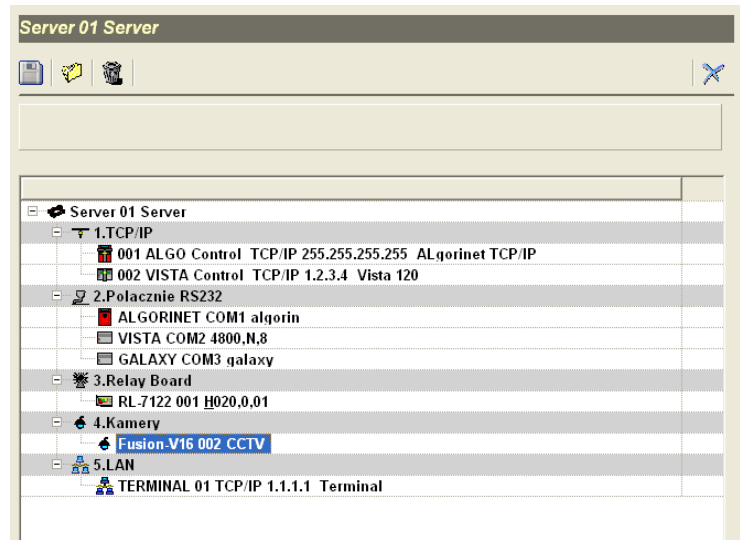 Server 01 Server
Server 01 Server
1.TCP/IP
001 ALGO Control TCP/IP 255.255.255.255 ALgorinet TCP/IP
002 VISTA Control TCP/IP 1.2.3.4 Vista 120
2.Polacznie RS232
ALGORINET COM1 algorin
VISTA COM2 4800,N,8
GALAXY COM3 galaxy
3.Relay Board
RL-7122 001 H020,0,01
4.Kamery
Fusion-V16 002 CCTV
5.LAN
TERMINAL 01 TCP/IP 1.1.1.1 Terminal